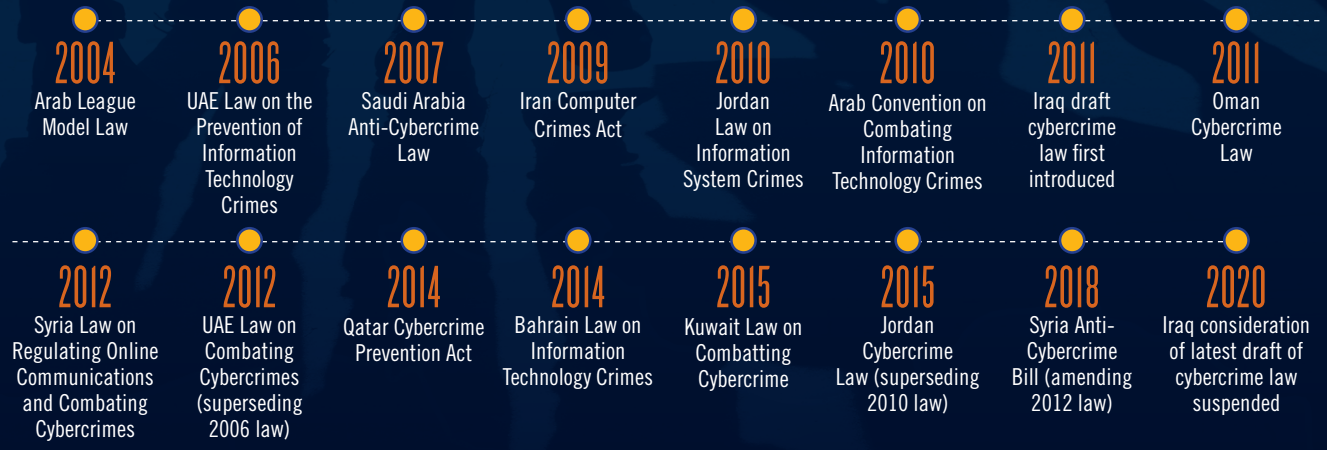 2004
Arab League
Model Law
2006
UAE Law on the
Prevention of
Information
Technology
Crimes
2007
Saudi Arabia
Anti-Cybercrime
Law
2009
Iran Computer
Crimes Act
2010
Jordan
Law on
Information
System Crimes
2010
Arab Convention on
Combating
Information
Technology Crimes
2011
Iraq draft
cybercrime
law first
introduced
2011
Oman
Cybercrime
Law
2012
Syria Law on
Regulating Online
Communications
and Combating
Cybercrimes
2012
UAE Law on
Combating
Cybercrimes
(superseding
2006 law)
2014
Qatar Cybercrime
Prevention Act
2014
Bahrain Law on
Information
Technology Crimes
2015
Kuwait Law on
Combatting
Cybercrime
2015
Jordan
Cybercrime
Law (superseding
2010 law)
2018
Syria Anti-
Cybercrime
Bill (amending
2012 law)
2020
Iraq consideration
of latest draft of
cybercrime law
suspended